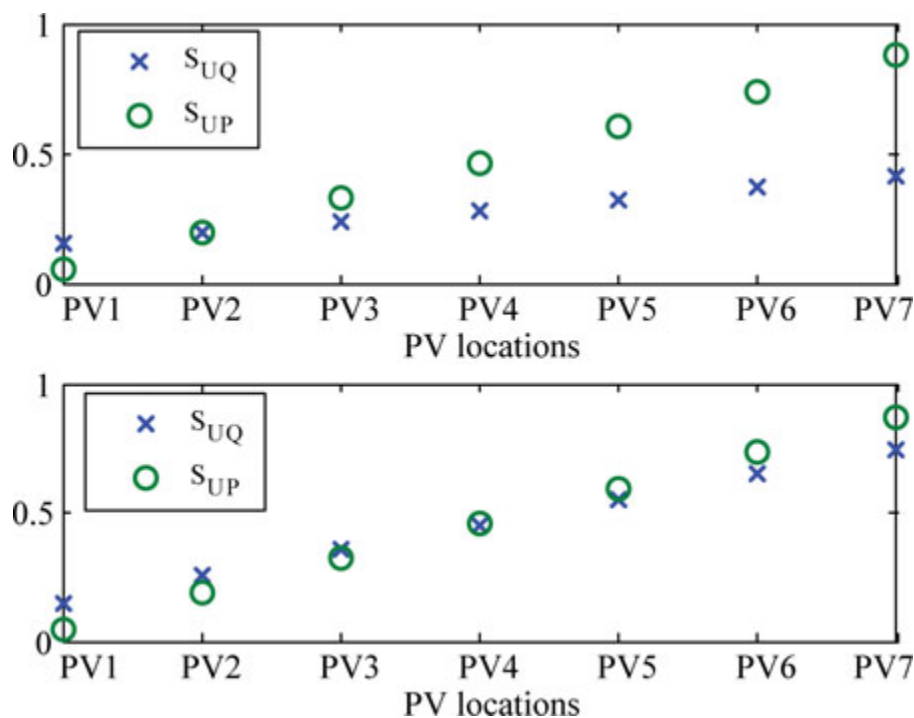 1
S_UQ
S_UP
0.5
0
PV1 PV2 PV3 PV4 PV5 PV6 PV7
PV locations
1
S_UQ
S_UP
0.5
0
PV1 PV2 PV3 PV4 PV5 PV6 PV7
PV locations